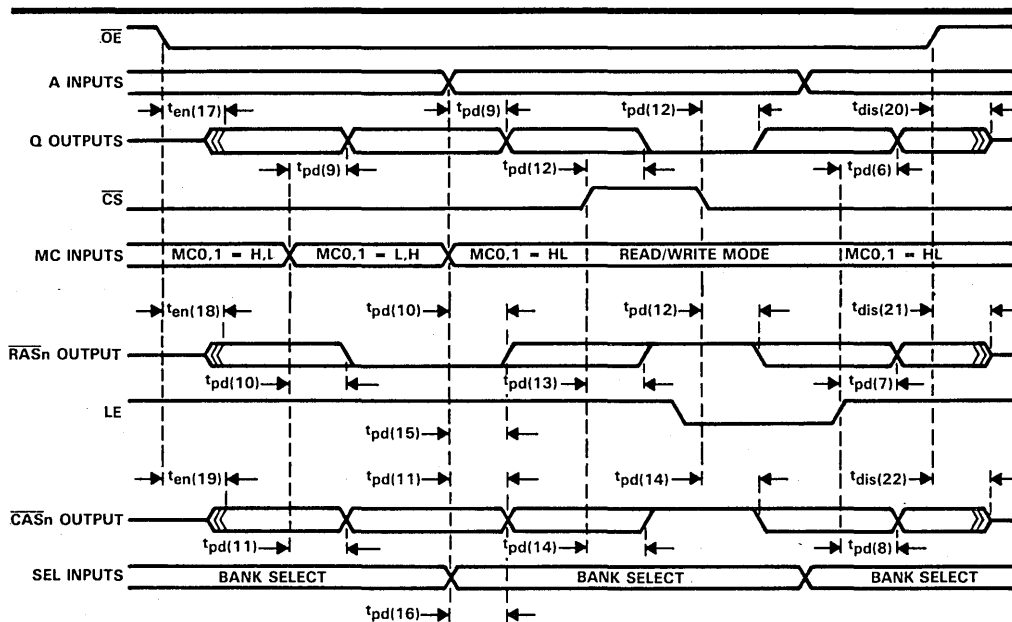 OE
A INPUTS
ten(17) tpd(9) tpd(12) tdis(20)
Q OUTPUTS
tpd(9) tpd(12) tpd(6)
CS
MC INPUTS MC0,1 = H,L MC0,1 = L,H MC0,1 = HL READ/WRITE MODE MC0,1 = HL
ten(18) tpd(10) tpd(12) tdis(21)
RASn OUTPUT
tpd(10) tpd(13) tpd(7)
LE
tpd(15)
ten(19) tpd(11) tpd(14) tdis(22)
CASn OUTPUT
tpd(11) tpd(14) tpd(8)
SEL INPUTS BANK SELECT BANK SELECT BANK SELECT
tpd(16)